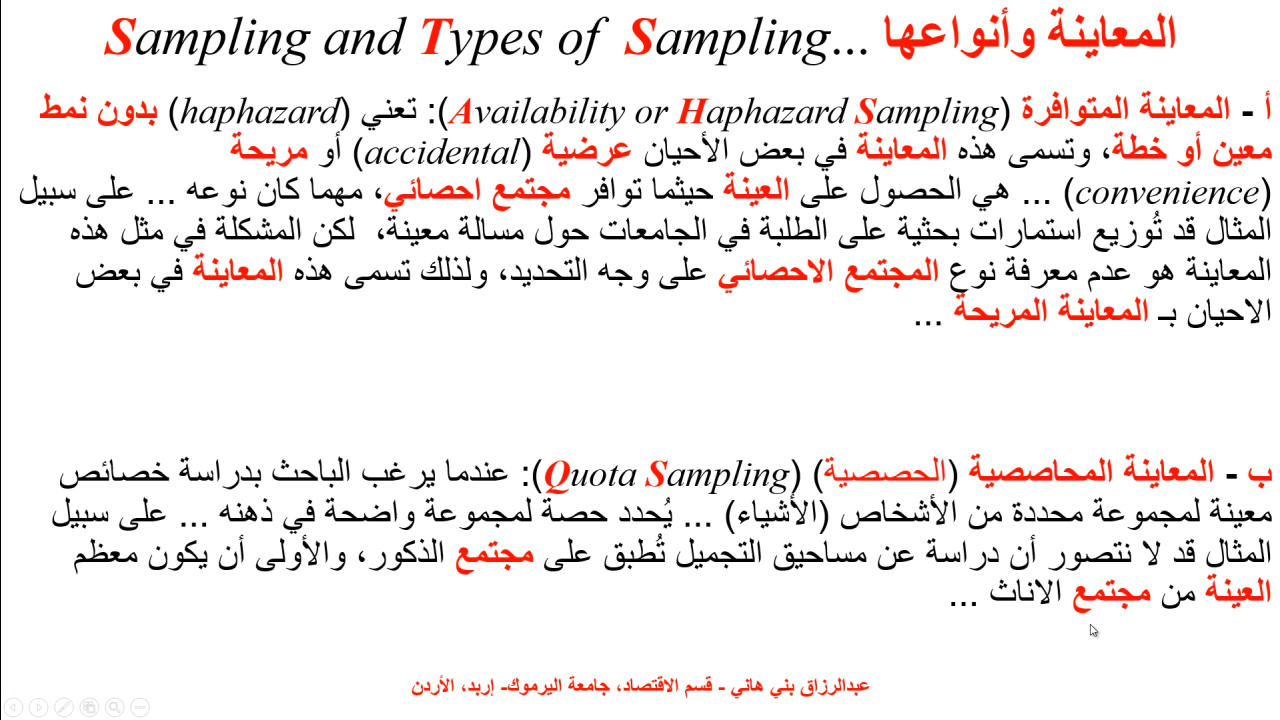 المعاينة وأنواعها ...Sampling and Types of Sampling
أ - المعاينة المتوافرة (Availability or Haphazard Sampling): تعني (haphazard) بدون نمط
معين أو خطة، وتسمى هذه المعاينة في بعض الأحيان عرضية (accidental) أو مريحة
(convenience) ... هي الحصول على العينة حيثما توافر مجتمع احصائي، مهما كان نوعه ... على سبيل
المثال قد تُوزيع استمارات بحثية على الطلبة في الجامعات حول مسالة معينة، لكن المشكلة في مثل هذه
المعاينة هو عدم معرفة نوع المجتمع الاحصائي على وجه التحديد، ولذلك تسمى هذه المعاينة في بعض
الاحيان بـ المعاينة المريحة ...
ب - المعاينة المحاصصية (الحصصية) (Quota Sampling): عندما يرغب الباحث بدراسة خصائص
معينة لمجموعة محددة من الأشخاص (الأشياء) ... يُحدد حصة لمجموعة واضحة في ذهنه ... على سبيل
المثال قد لا نتصور أن دراسة عن مساحيق التجميل تُطبق على مجتمع الذكور، والأولى أن يكون معظم
العينة من مجتمع الاناث ...
عبدالرزاق بني هاني - قسم الاقتصاد، جامعة اليرموك- إربد، الأردن